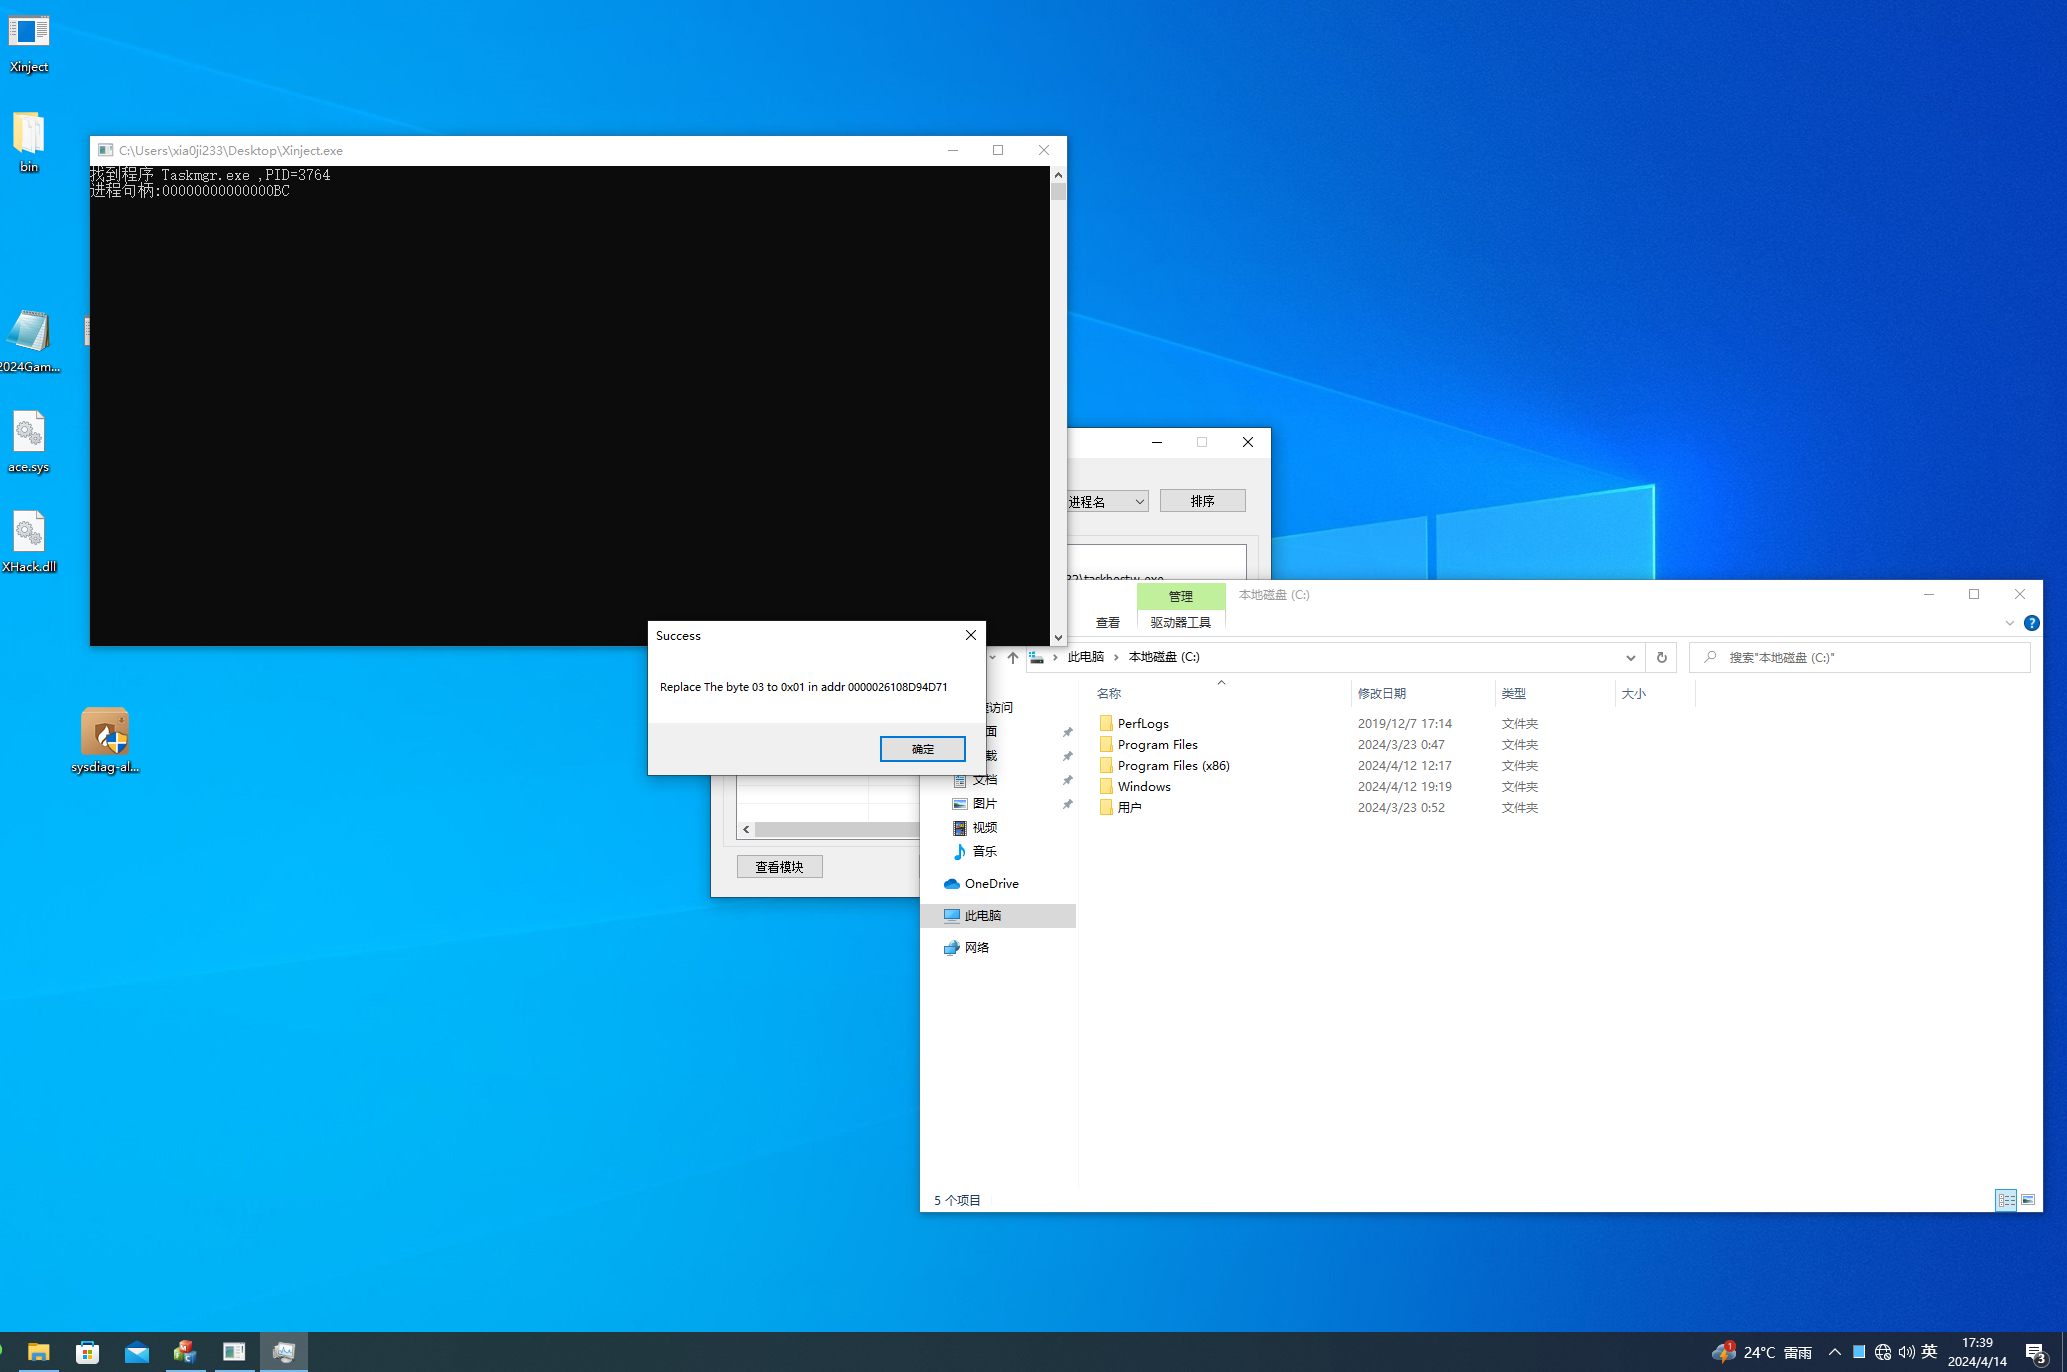 Xinject
bin
2024Gam...
ace.sys
XHack.dll
sysdiag-al...
C:\Users\xia0ji233\Desktop\Xinject.exe
找到程序 Taskmgr.exe ,PID=3764
进程句柄:00000000000000BC
进程名
排序
查看模块
Success
Replace The byte 03 to 0x01 in addr 0000026108D94D71
确定
管理
本地磁盘 (C:)
查看
驱动器工具
此电脑 › 本地磁盘 (C:)
搜索"本地磁盘 (C:)"
访问
面
载
文档
图片
视频
音乐
OneDrive
此电脑
网络
名称 修改日期 类型 大小
PerfLogs 2019/12/7 17:14 文件夹
Program Files 2024/3/23 0:47 文件夹
Program Files (x86) 2024/4/12 12:17 文件夹
Windows 2024/4/12 19:19 文件夹
用户 2024/3/23 0:52 文件夹
5 个项目
24°C 雷雨
英
17:39
2024/4/14
1
3